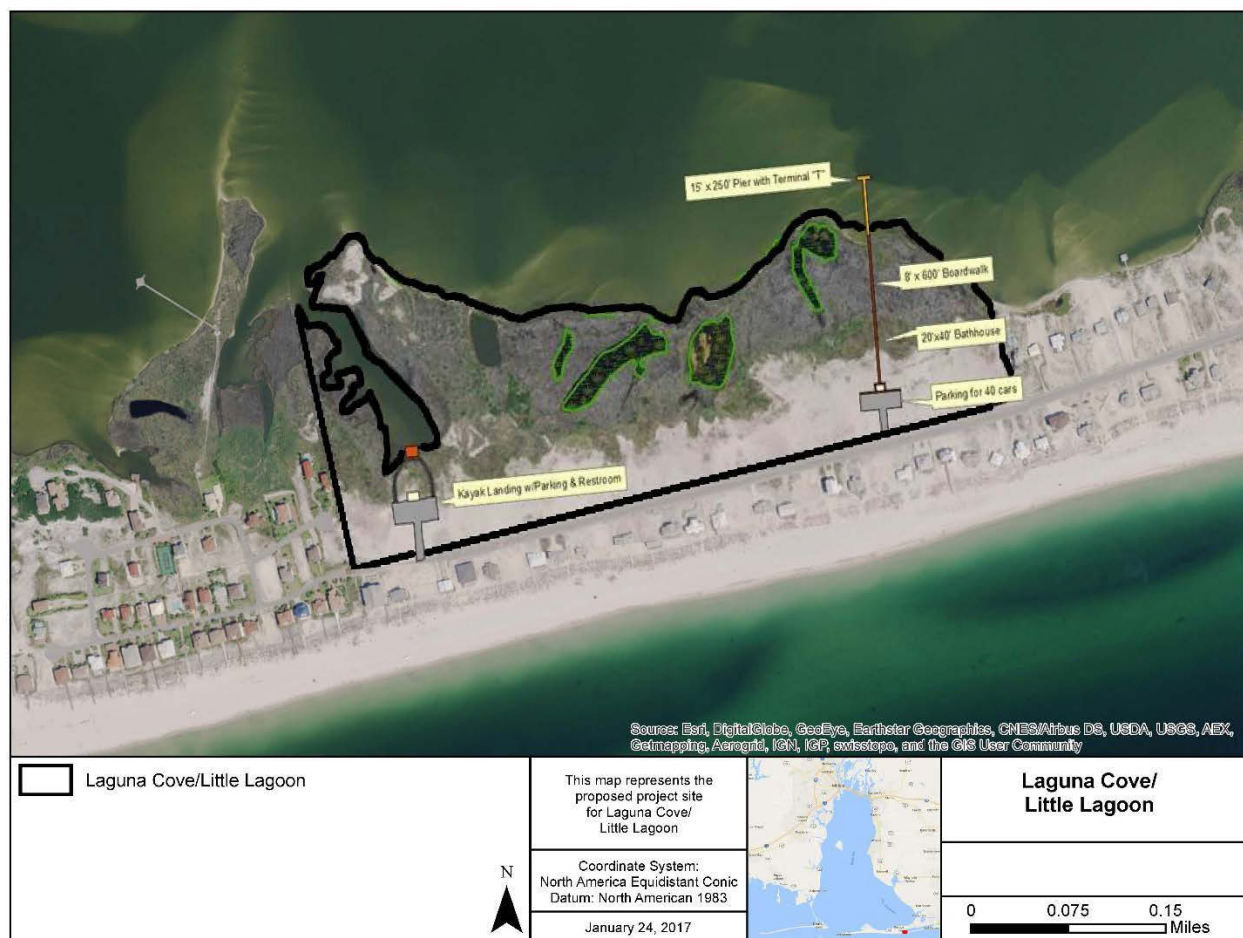 15' x 250' Pier with Terminal "T"
8' x 600' Boardwalk
20'x40' Bathhouse
Parking for 40 cars
Kayak Landing w/Parking & Restroom
Source: Esri, DigitalGlobe, GeoEye, Earthstar Geographics, CNES/Airbus DS, USDA, USGS, AEX,
Getmapping, Aerogrid, IGN, IGP, swisstopo, and the GIS User Community
Laguna Cove/Little Lagoon
N
This map represents the
proposed project site
for Laguna Cove/
Little Lagoon
Coordinate System:
North America Equidistant Conic
Datum: North American 1983
January 24, 2017
Laguna Cove/
Little Lagoon
0 0.075 0.15
Miles